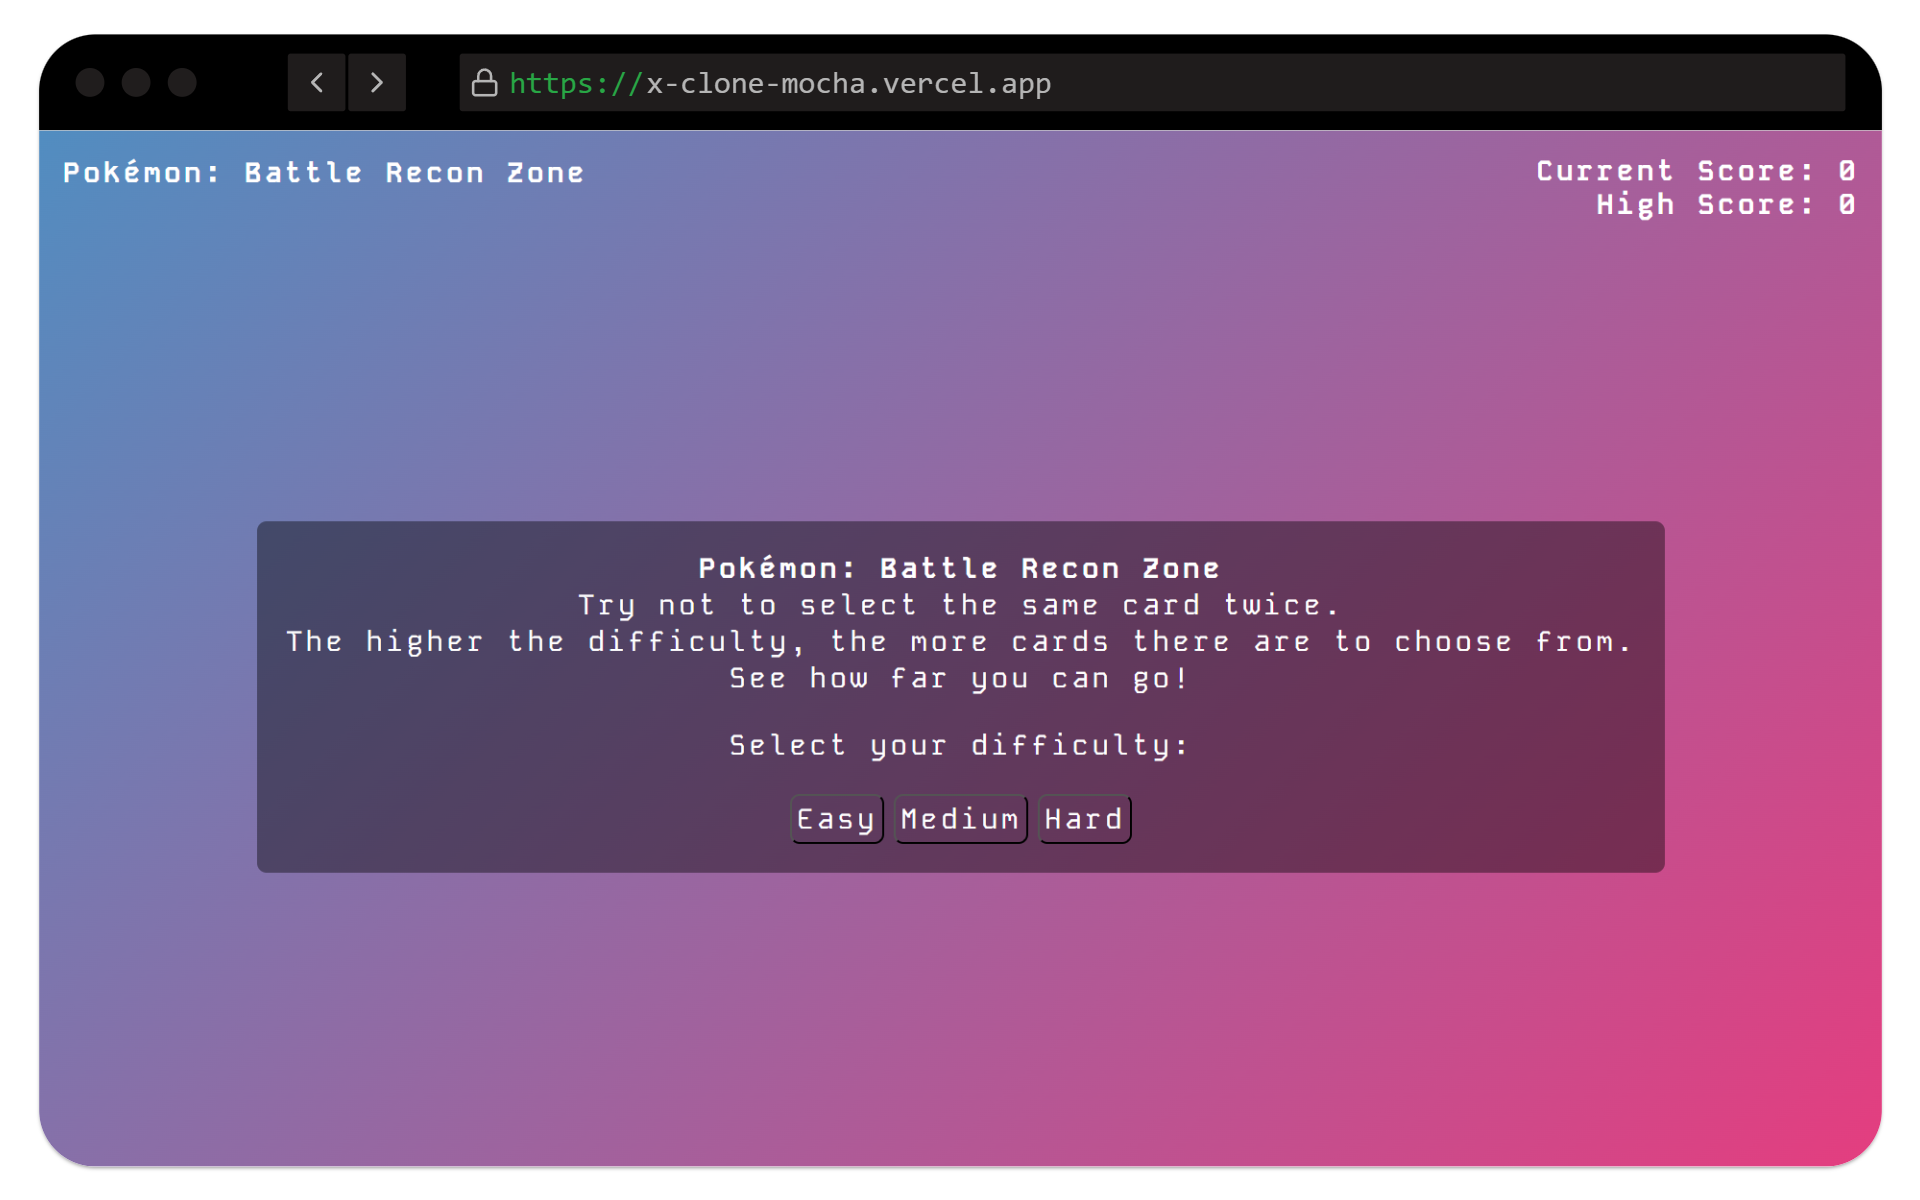 https://x-clone-mocha.vercel.app
Pokémon: Battle Recon Zone
Current Score: 0
High Score: 0
Pokémon: Battle Recon Zone
Try not to select the same card twice.
The higher the difficulty, the more cards there are to choose from.
See how far you can go!
Select your difficulty:
Easy Medium Hard